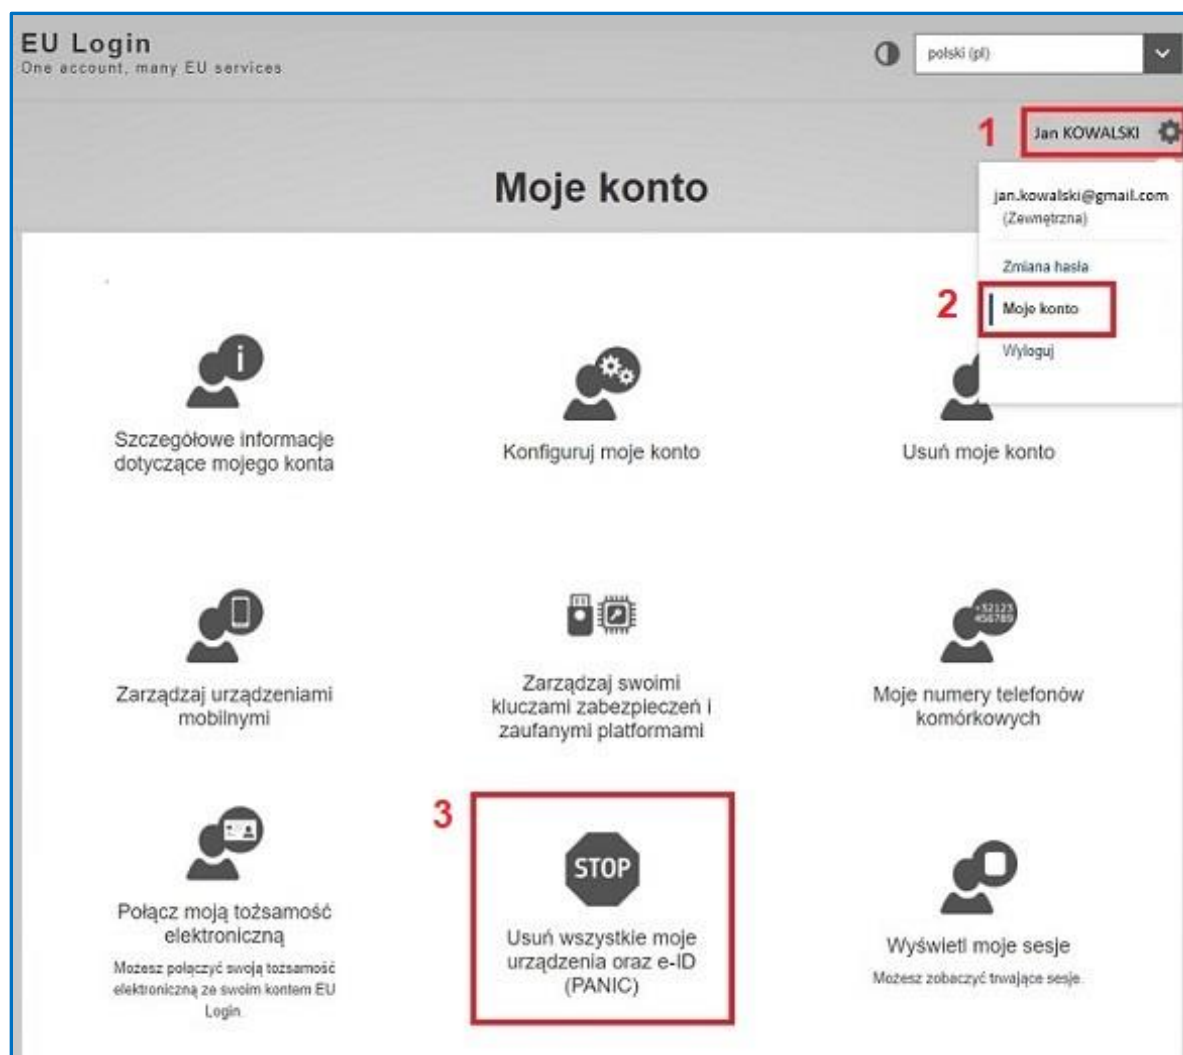 EU Login
One account, many EU services
polski (pl)
1
Jan KOWALSKI
Moje konto
jan.kowalski@gmail.com
(Zewnętrzna)
Zmiana hasła
2
Moje konto
Wyloguj
i
Szczegółowe informacje
dotyczące mojego konta
Konfiguruj moje konto
Usuń moje konto
+32123
456789
Zarządzaj urządzeniami
mobilnymi
Zarządzaj swoimi
kluczami zabezpieczeń i
zaufanymi platformami
Moje numery telefonów
komórkowych
3
STOP
Połącz moją tożsamość
elektroniczną
Możesz połączyć swoją tożsamość
elektroniczną ze swoim kontem EU
Login.
Usuń wszystkie moje
urządzenia oraz e-ID
(PANIC)
Wyświetl moje sesje
Możesz zobaczyć trwające sesje.